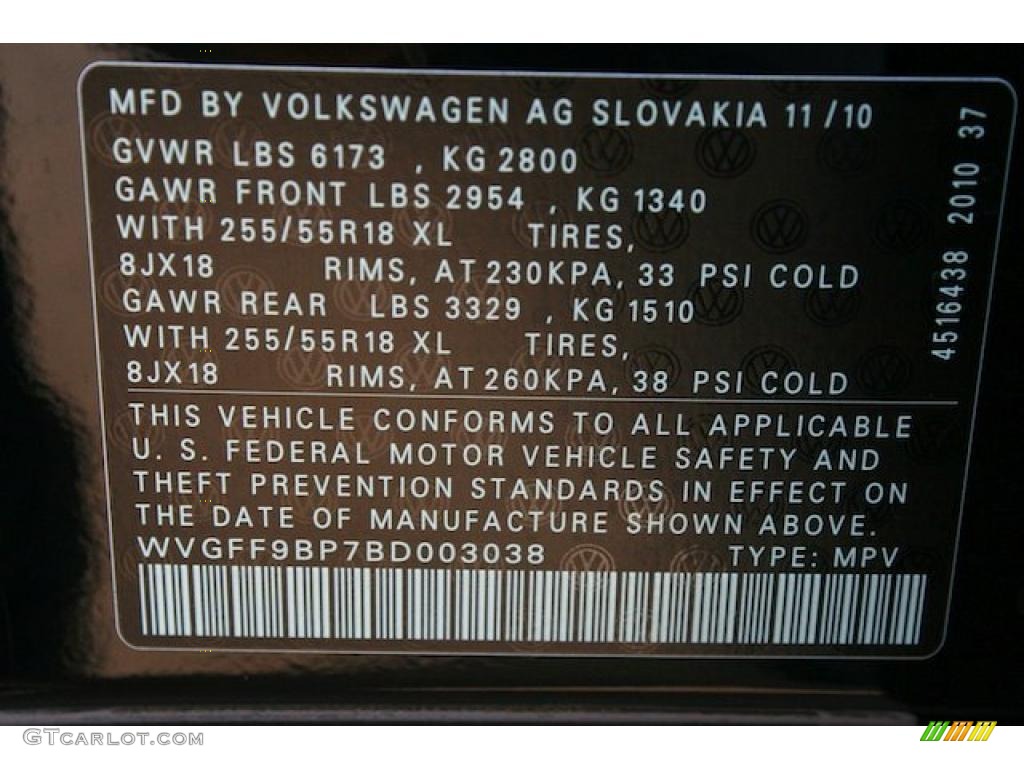 MFD BY VOLKSWAGEN AG SLOVAKIA 11/10
GVWR LBS 6173 , KG 2800
GAWR FRONT LBS 2954 , KG 1340
WITH 255/55R18 XL TIRES,
8JX18 RIMS, AT 230KPA, 33 PSI COLD
GAWR REAR LBS 3329 , KG 1510
WITH 255/55R18 XL TIRES,
8JX18 RIMS, AT 260KPA, 38 PSI COLD
THIS VEHICLE CONFORMS TO ALL APPLICABLE
U. S. FEDERAL MOTOR VEHICLE SAFETY AND
THEFT PREVENTION STANDARDS IN EFFECT ON
THE DATE OF MANUFACTURE SHOWN ABOVE.
WVGFF9BP7BD003038 TYPE: MPV
4516438 2010 37
GTCarlot.com